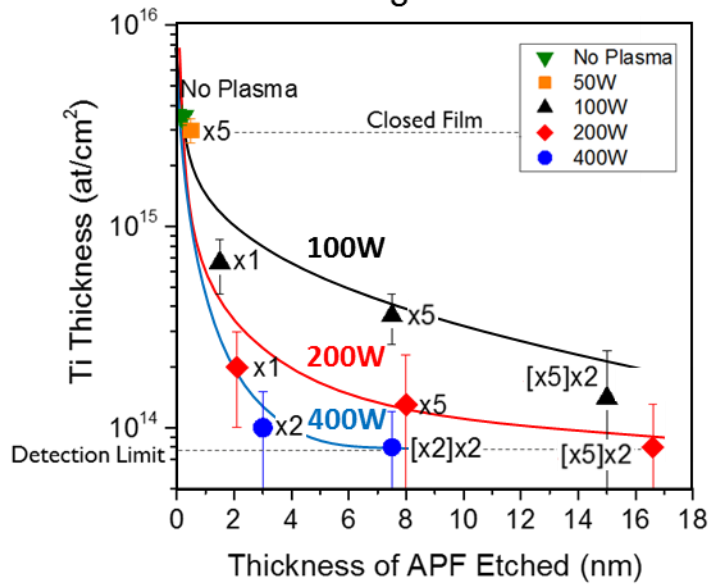 10^16
No Plasma
No Plasma
50W
100W
200W
400W
x5
Closed Film
10^15
100W
x1
x5
200W
[x5]x2
x1
x5
400W
10^14
x2
[x2]x2
[x5]x2
Detection Limit
0 2 4 6 8 10 12 14 16 18
Thickness of APF Etched (nm)
Ti Thickness (at/cm^2)